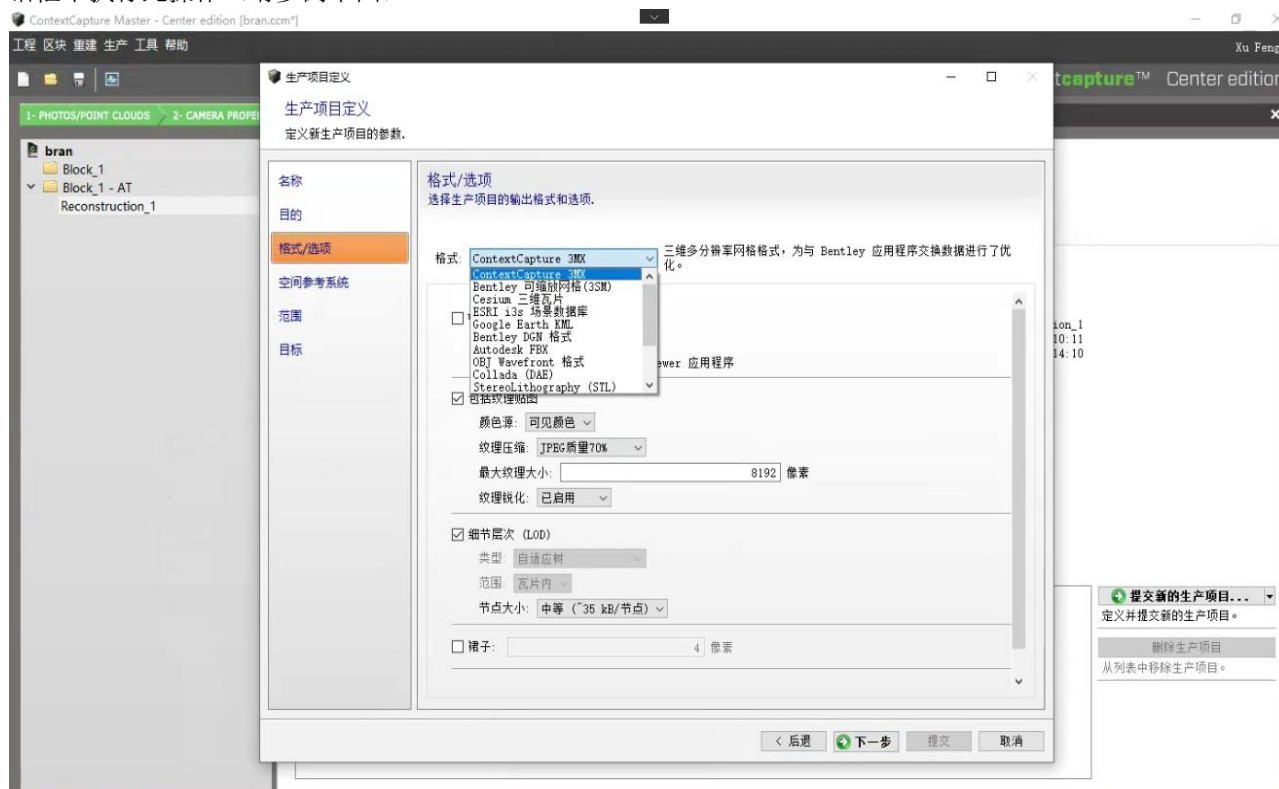 ContextCapture Master - Center edition [bran.ccm*]
工程 区块 重建 生产 工具 帮助
Xu Feng
生产项目定义
tcapture™ Center edition
1- PHOTOS/POINT CLOUDS
2- CAMERA PROPE
生产项目定义
定义新生产项目的参数.
bran
Block_1
Block_1 - AT
Reconstruction_1
名称
目的
格式/选项
空间参考系统
范围
目标
格式/选项
选择生产项目的输出格式和选项.
格式: ContextCapture 3MX
三维多分辨率网格格式，为与 Bentley 应用程序交换数据进行了优化。
ContextCapture 3MX
Bentley 可缩放网格(3SM)
Cesium 三维瓦片
ESRI i3s 场景数据库
Google Earth KML
Bentley DGN 格式
Autodesk FBX
OBJ Wavefront 格式
Collada (DAE)
StereoLithography (STL)
ewer 应用程序
包括纹理贴图
颜色源: 可见颜色
纹理压缩: JPEG质量70%
最大纹理大小: 8192 像素
纹理锐化: 已启用
细节层次 (LOD)
类型: 自适应树
范围: 瓦片内
节点大小: 中等 (~35 kB/节点)
裙子: 4 像素
ion_1
10:11
14:10
提交新的生产项目...
定义并提交新的生产项目。
删除生产项目
从列表中移除生产项目。
< 后退
下一步
提交
取消